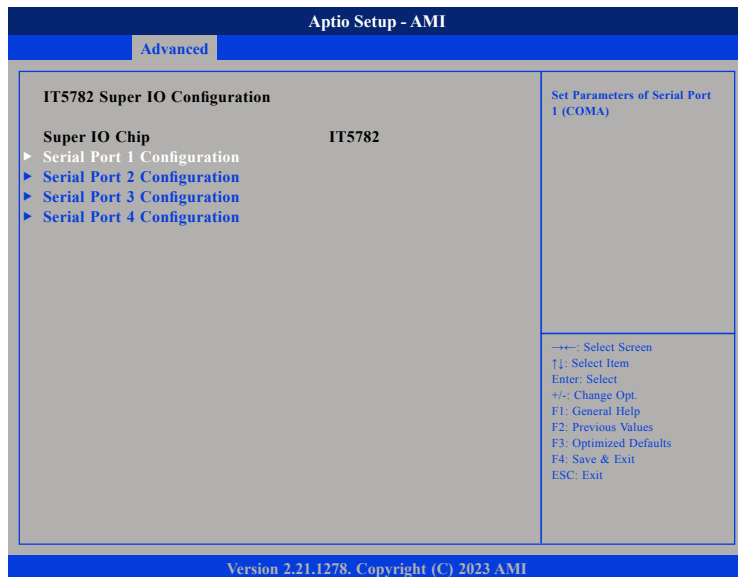 Aptio Setup - AMI
Advanced
IT5782 Super IO Configuration
Super IO Chip IT5782
► Serial Port 1 Configuration
► Serial Port 2 Configuration
► Serial Port 3 Configuration
► Serial Port 4 Configuration
Set Parameters of Serial Port
1 (COMA)
→←: Select Screen
↑↓: Select Item
Enter: Select
+/-: Change Opt.
F1: General Help
F2: Previous Values
F3: Optimized Defaults
F4: Save & Exit
ESC: Exit
Version 2.21.1278. Copyright (C) 2023 AMI